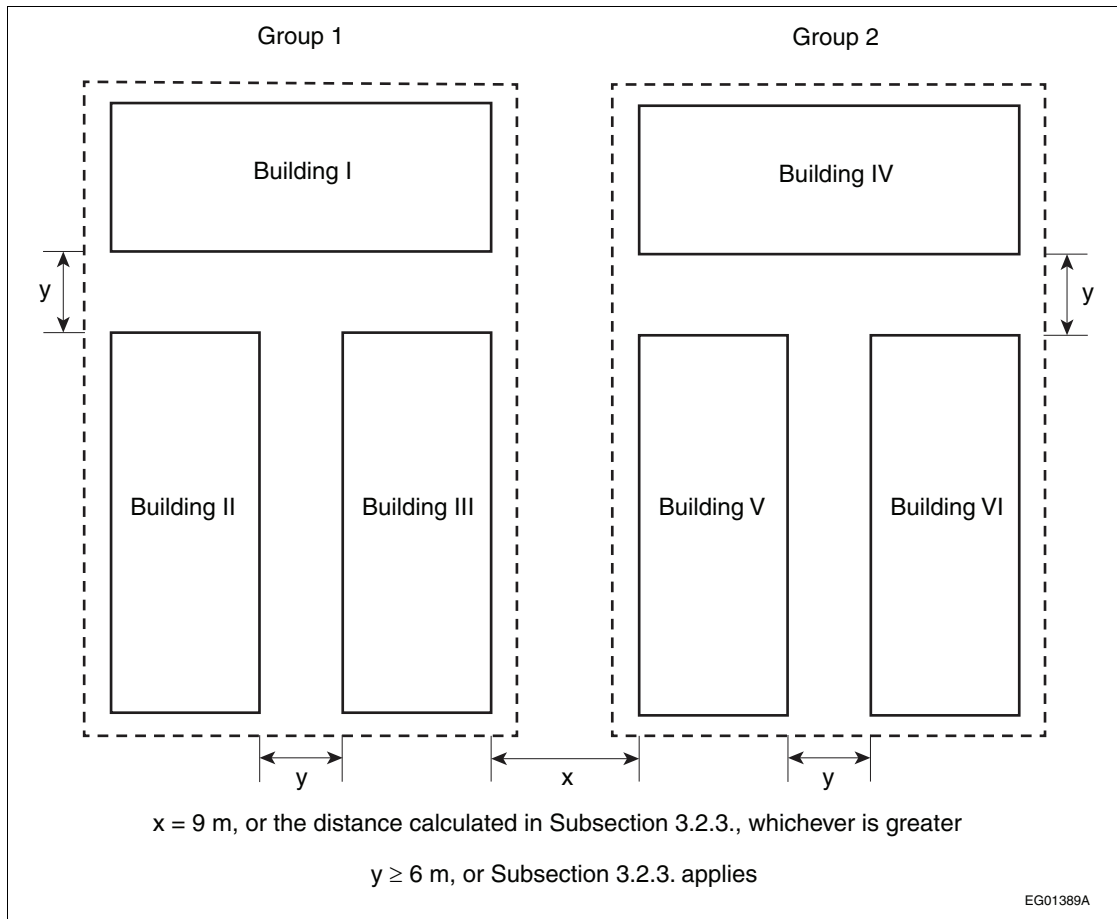 Group 1
Group 2
Building I
Building IV
y
y
Building II
Building III
Building V
Building VI
y
x
y
x = 9 m, or the distance calculated in Subsection 3.2.3., whichever is greater
y ≥ 6 m, or Subsection 3.2.3. applies
EG01389A